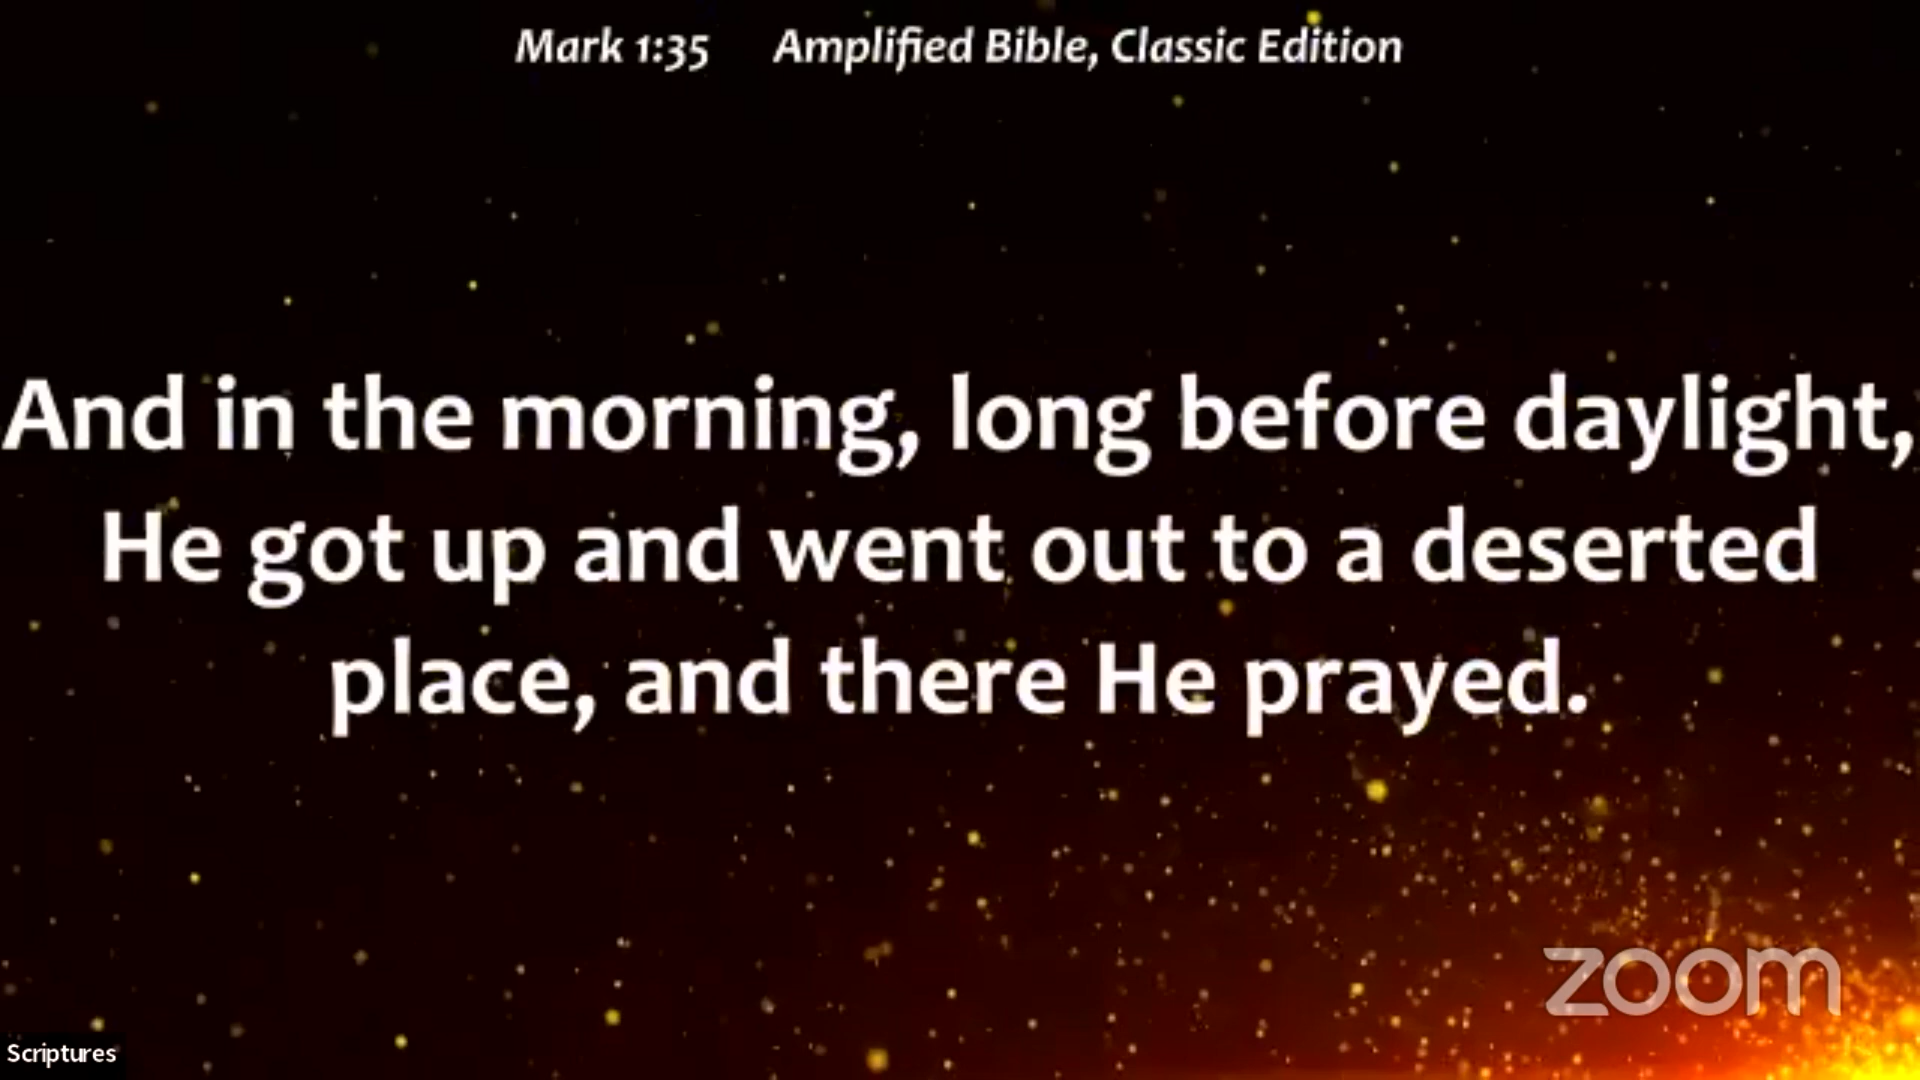 Mark 1:35 Amplified Bible, Classic Edition
And in the morning, long before daylight,
He got up and went out to a deserted
place, and there He prayed.
zoom
Scriptures